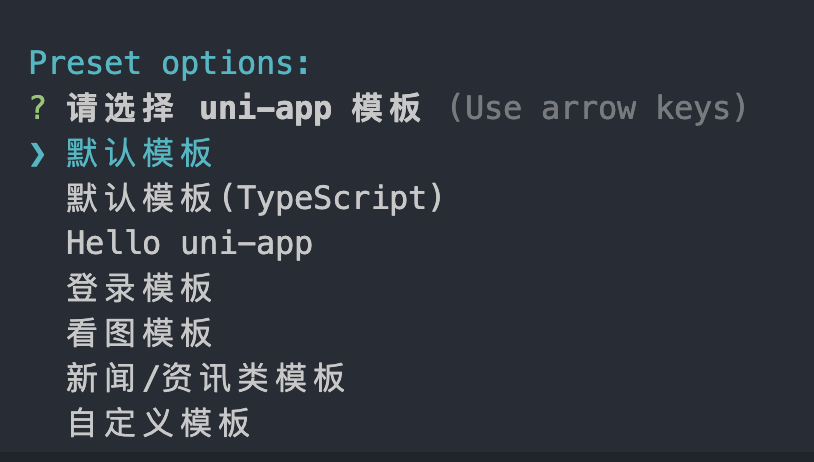 Preset options:
? 请选择 uni-app 模板 (Use arrow keys)
❯ 默认模板
默认模板(TypeScript)
Hello uni-app
登录模板
看图模板
新闻/资讯类模板
自定义模板